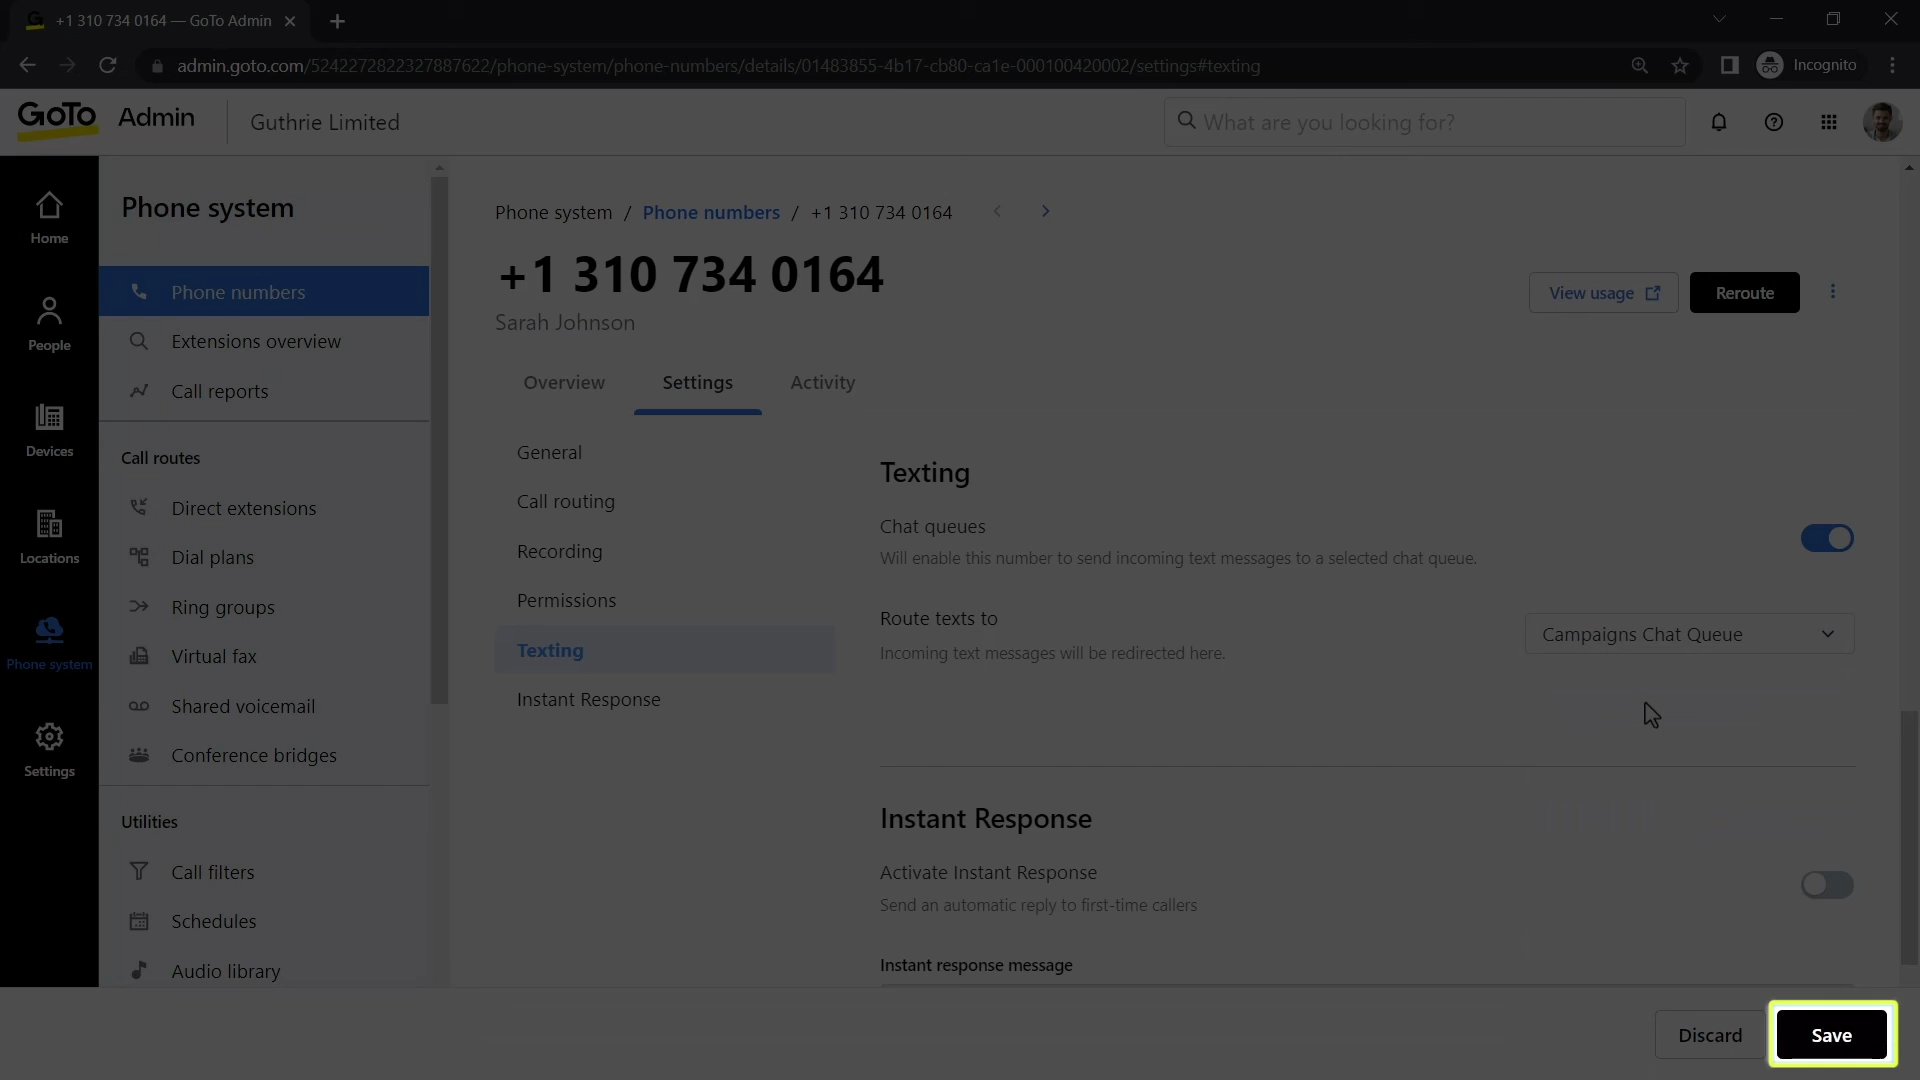 +1 310 734 0164 — GoTo Admin
admin.goto.com/5242272822327887622/phone-system/phone-numbers/details/01483855-4b17-cb80-ca1e-000100420002/settings#texting
Incognito
GoTo Admin
Guthrie Limited
What are you looking for?
Home
People
Devices
Locations
Phone system
Settings
Phone system
Phone numbers
Extensions overview
Call reports
Call routes
Direct extensions
Dial plans
Ring groups
Virtual fax
Shared voicemail
Conference bridges
Utilities
Call filters
Schedules
Audio library
Phone system / Phone numbers / +1 310 734 0164
+1 310 734 0164
Sarah Johnson
View usage
Reroute
Overview
Settings
Activity
General
Call routing
Recording
Permissions
Texting
Instant Response
Texting
Chat queues
Will enable this number to send incoming text messages to a selected chat queue.
Route texts to
Incoming text messages will be redirected here.
Campaigns Chat Queue
Instant Response
Activate Instant Response
Send an automatic reply to first-time callers
Instant response message
Discard
Save